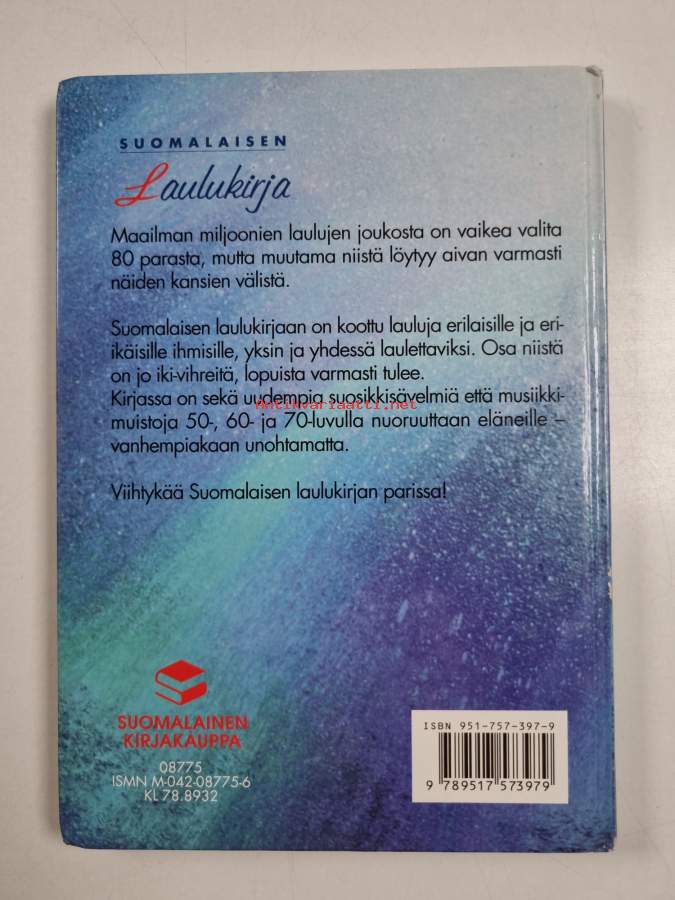 SUOMALAISEN
Laulukirja
Maailman miljoonien laulujen joukosta on vaikea valita
80 parasta, mutta muutama niistä löytyy aivan varmasti
näiden kansien välistä.
Suomalaisen laulukirjaan on koottu lauluja erilaisille ja eri-
ikäisille ihmisille, yksin ja yhdessä laulettaviksi. Osa niistä
on jo iki-vihreitä, lopuista varmasti tulee.
Kirjassa on sekä uudempia suosikkisävelmiä että musiikki-
Antikvariaatti.net
muistoja 50-, 60- ja 70-luvulla nuoruuttaan eläneille –
vanhempiakaan unohtamatta.
Viihtykää Suomalaisen laulukirjan parissa!
SUOMALAINEN
KIRJAKAUPPA
08775
ISMN M-042-08775-6
KL 78.8932
ISBN 951-757-397-9
9 789517 573979